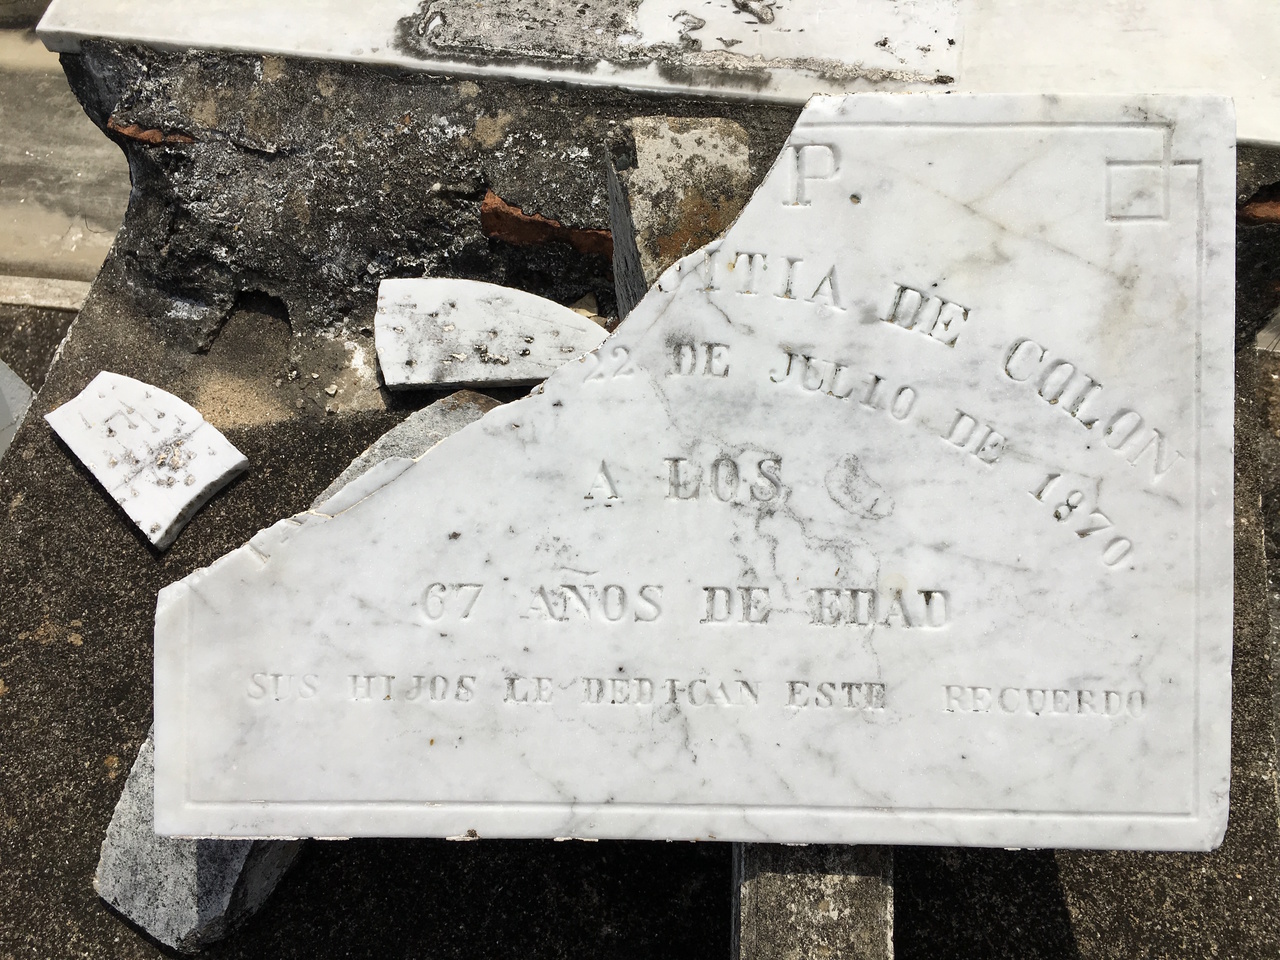 P
ITIA DE COLON
22 DE JULIO DE 1870.
A LOS
67 AÑOS DE EDAD
SUS HIJOS LE DEDICAN ESTE RECUERDO